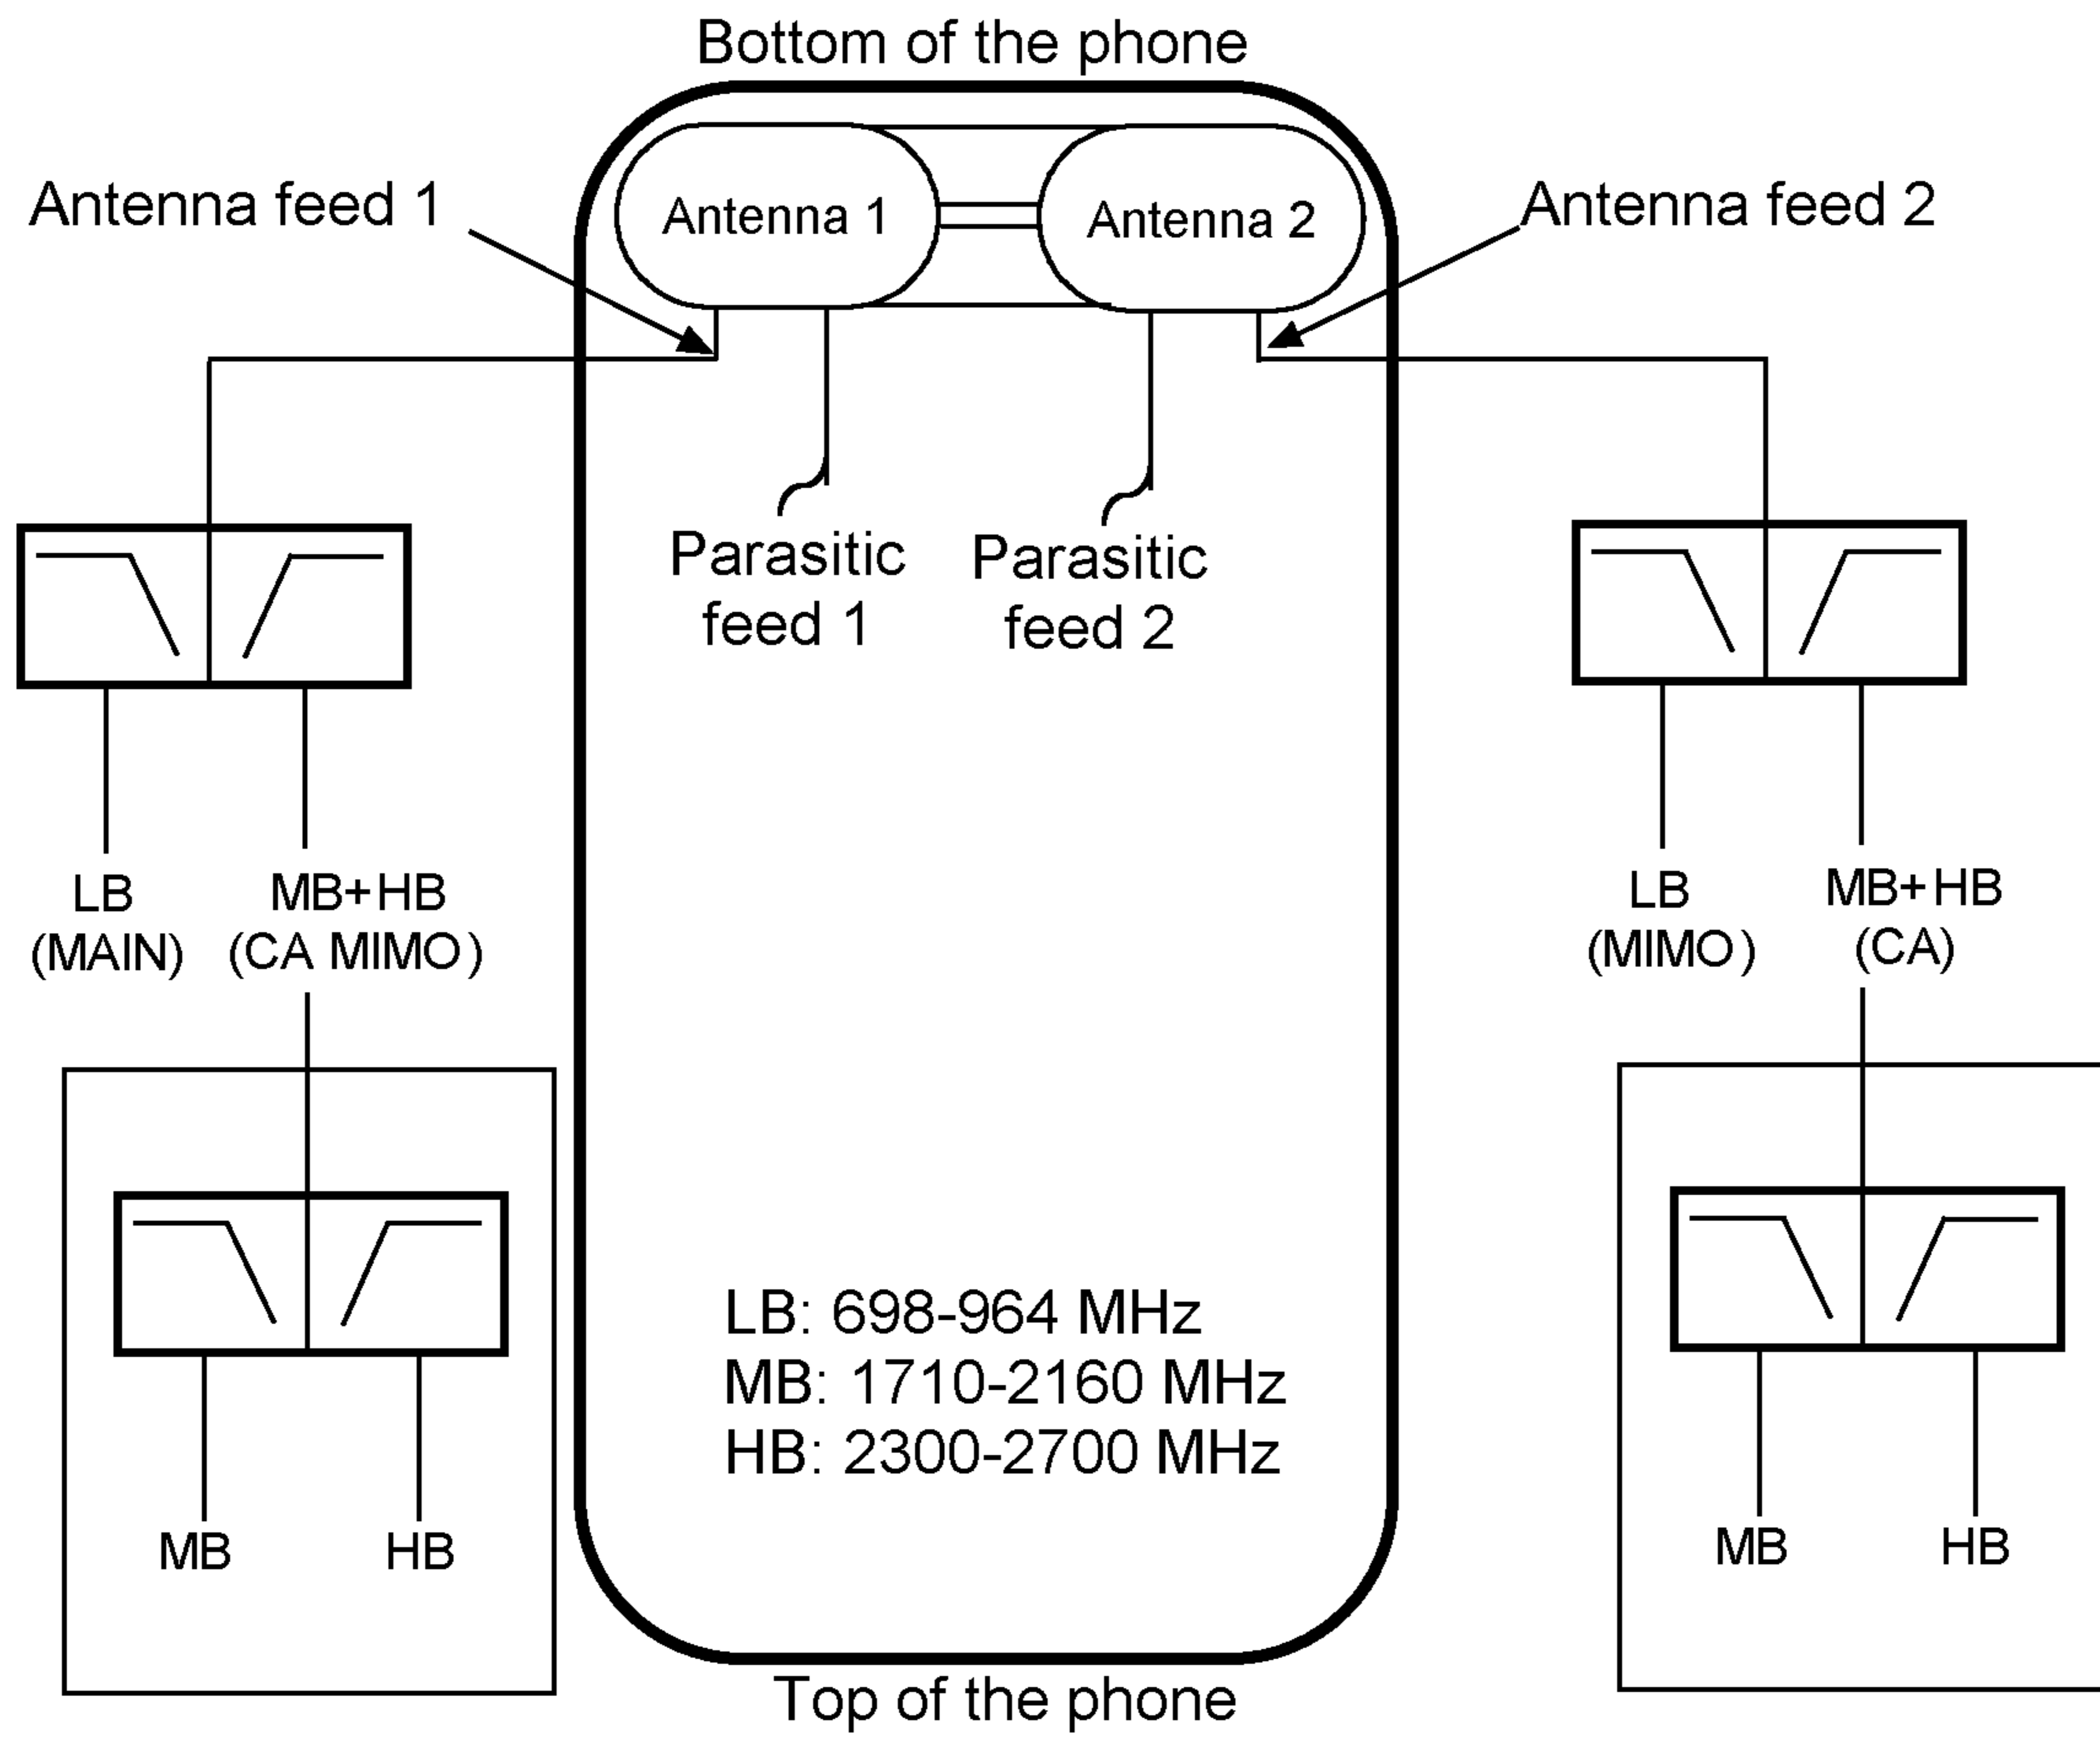 Bottom of the phone
Antenna feed 1
Antenna 1
Antenna 2
Antenna feed 2
Parasitic
feed 1
Parasitic
feed 2
LB
(MAIN)
MB+HB
(CA MIMO)
LB
(MIMO)
MB+HB
(CA)
LB: 698-964 MHz
MB: 1710-2160 MHz
HB: 2300-2700 MHz
MB
HB
MB
HB
Top of the phone